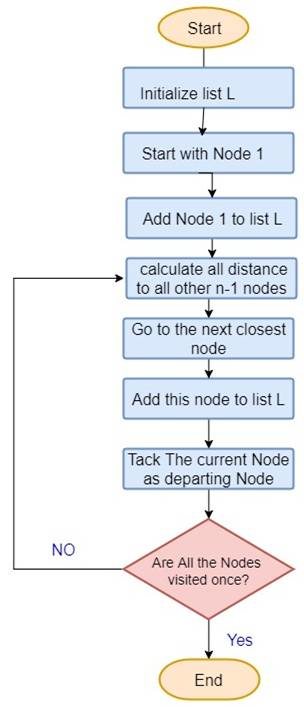 Start
Initialize list L
Start with Node 1
Add Node 1 to list L
calculate all distance
to all other n-1 nodes
Go to the next closest
node
Add this node to list L
Tack The current Node
as departing Node
Are All the Nodes
visited once?
NO
Yes
End